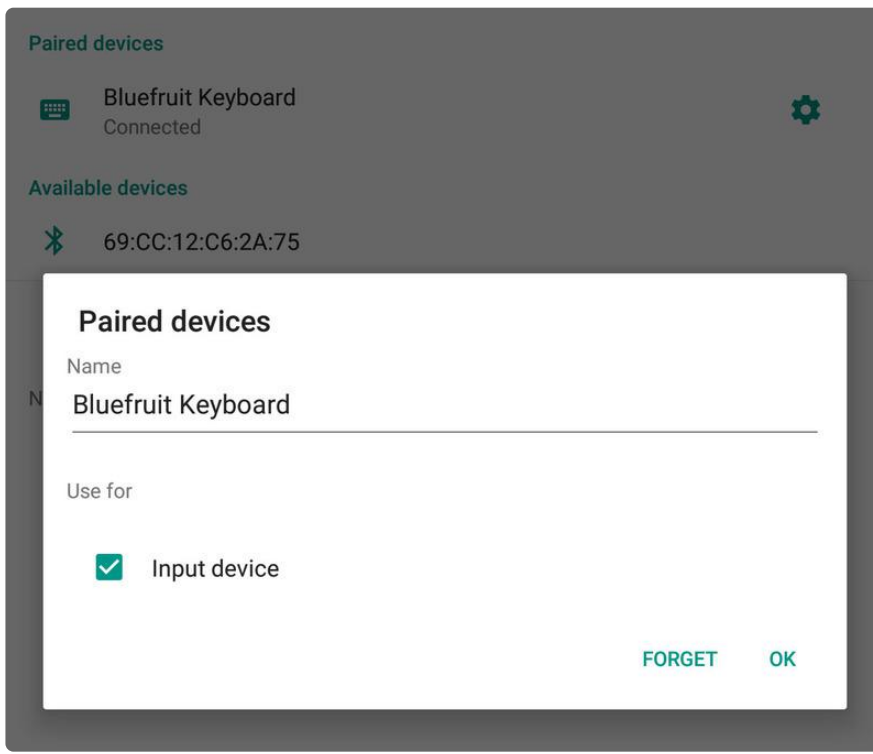 Paired devices
Bluefruit Keyboard
Connected
Available devices
69:CC:12:C6:2A:75
Paired devices
Name
N
Bluefruit Keyboard
Use for
Input device
FORGET OK